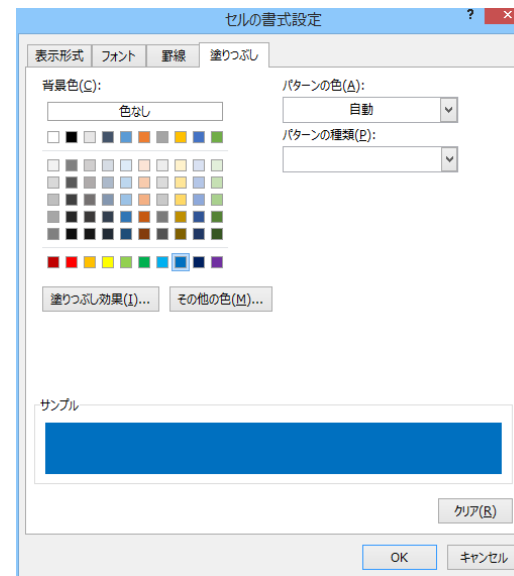 セルの書式設定
?
表示形式 フォント 罫線 塗りつぶし
背景色(C):
色なし
パターンの色(A):
自動
パターンの種類(P):
塗りつぶし効果(I)... その他の色(M)...
サンプル
クリア(R)
OK キャンセル